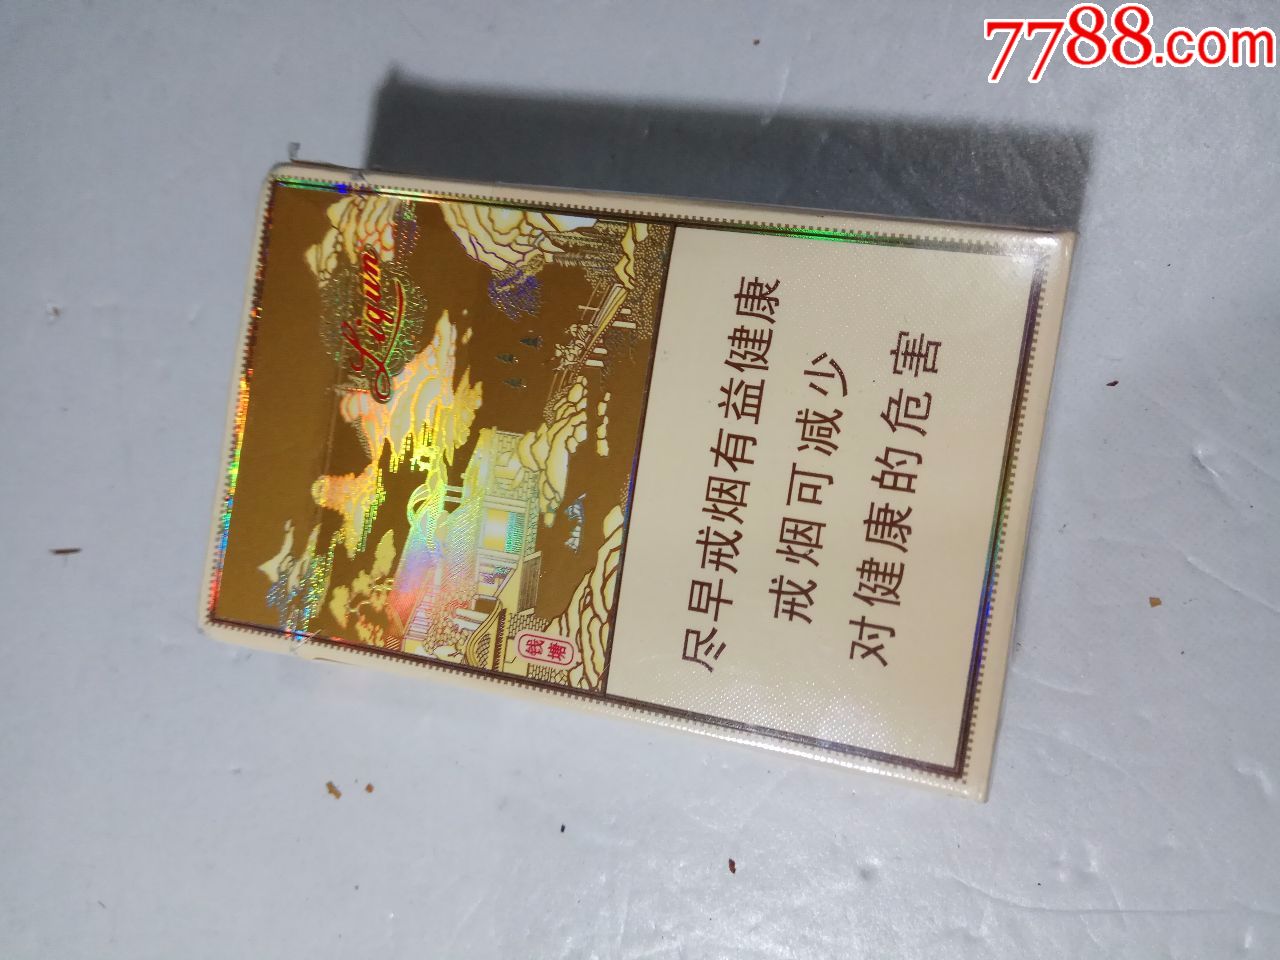 7788.com
Liqun
钱塘
尽早戒烟有益健康
戒烟可减少
对健康的危害